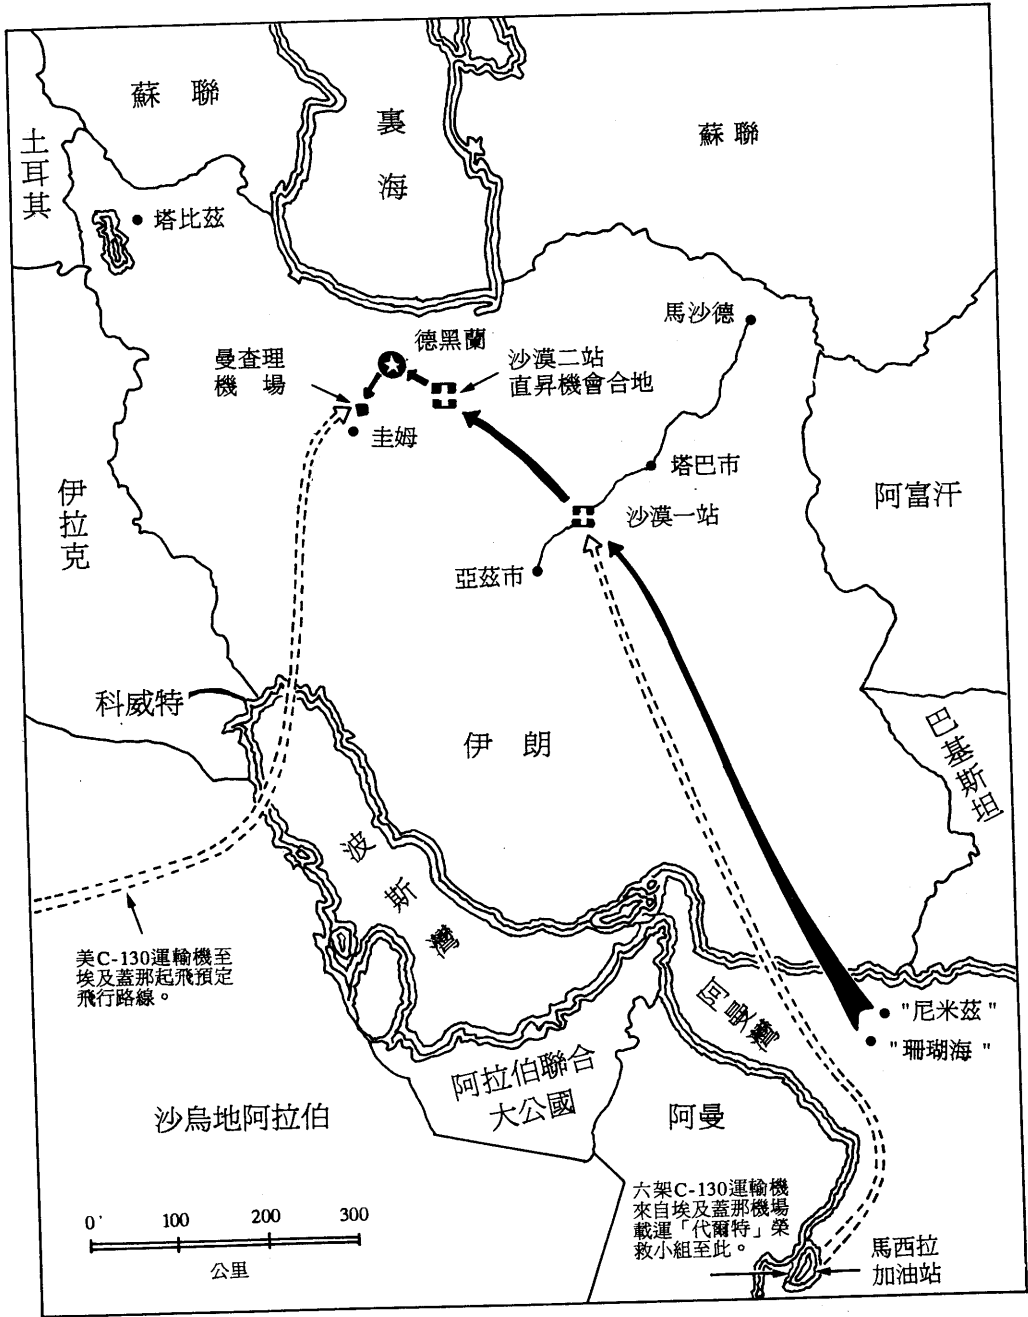 蘇 聯
裏
海
蘇聯
土耳其
塔比茲
馬沙德
德黑蘭
曼查理
機 場
沙漠二站
直昇機會合地
圭姆
塔巴市
伊拉克
阿富汗
沙漠一站
亞茲市
科威特
伊 朗
巴基斯坦
波斯灣
美C-130運輸機至
埃及蓋那起飛預定
飛行路線。
阿曼灣
"尼米茲"
"珊瑚海"
阿拉伯聯合
大公國
沙烏地阿拉伯
阿曼
六架C-130運輸機
來自埃及蓋那機場
載運「代爾特」榮
救小組至此。
馬西拉
加油站
0 100 200 300
公里